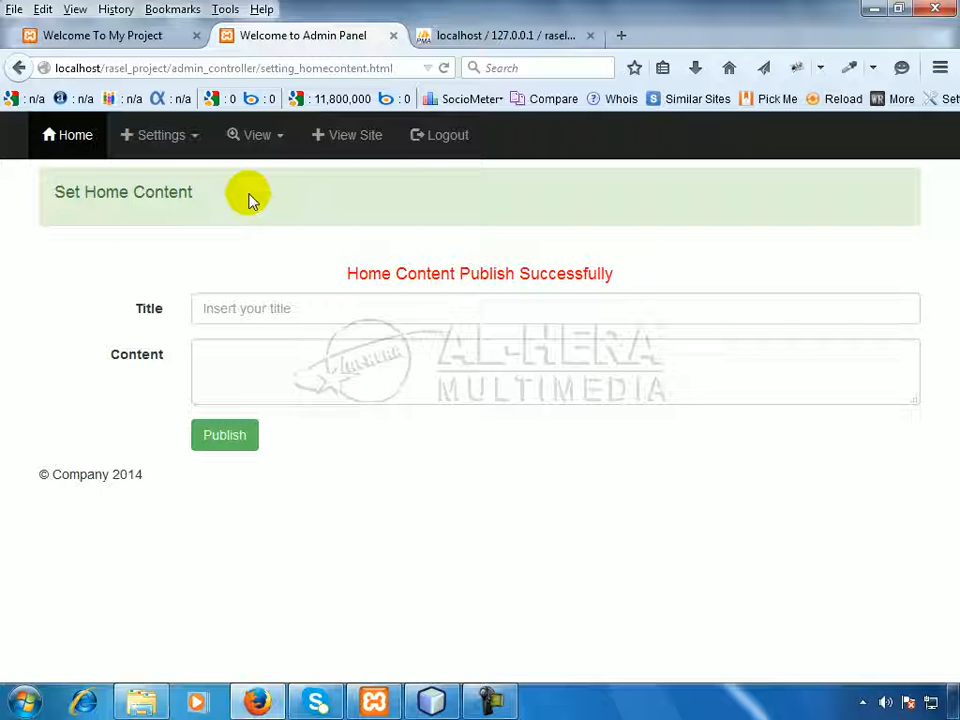 File Edit View History Bookmarks Tools Help
Welcome To My Project Welcome to Admin Panel localhost / 127.0.0.1 / rasel...
localhost/rasel_project/admin_controller/setting_homecontent.html Search
: n/a : n/a : n/a : n/a : 0 : 0 : 11,800,000 : 0 SocioMeter Compare Whois Similar Sites Pick Me Reload More Set
Home Settings View View Site Logout
Set Home Content
Home Content Publish Successfully
Title Insert your title
Content
AL-HERA
AL-HERA
MULTIMEDIA
Publish
© Company 2014